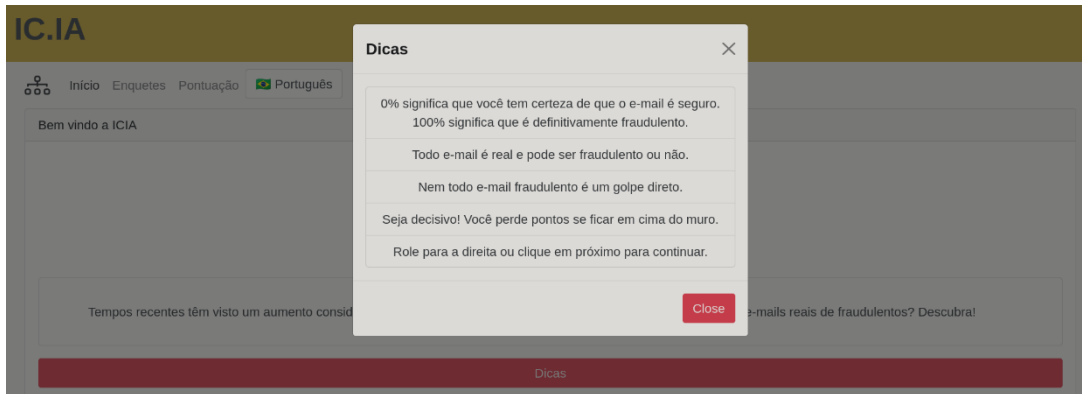 IC.IA
Início Enquetes Pontuação Português
Bem vindo a ICIA
Dicas
0% significa que você tem certeza de que o e-mail é seguro.
100% significa que é definitivamente fraudulento.
Todo e-mail é real e pode ser fraudulento ou não.
Nem todo e-mail fraudulento é um golpe direto.
Seja decisivo! Você perde pontos se ficar em cima do muro.
Role para a direita ou clique em próximo para continuar.
Close
Tempos recentes têm visto um aumento e-mails reais de fraudulentos? Descubra!
Dicas